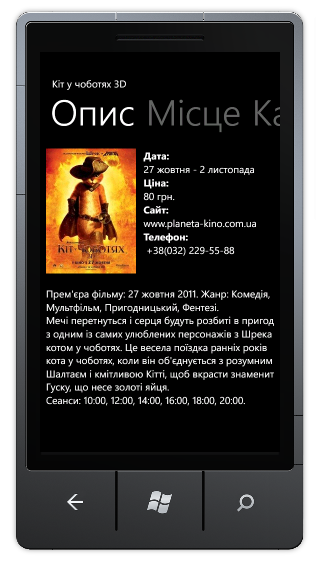 Кіт у чоботях 3D
Опис Місце Ка
КІТ У ЧОБОТЯХ
Дата:
27 жовтня - 2 листопада
Ціна:
80 грн.
Сайт:
www.planeta-kino.com.ua
Телефон:
+38(032) 229-55-88
Прем'єра фільму: 27 жовтня 2011. Жанр: Комедія,
Мультфільм, Пригодницький, Фентезі.
Мечі перетнуться і серця будуть розбиті в пригод
з одним із самих улюблених персонажів з Шрека
котом у чоботях. Це весела поїздка ранніх років
кота у чоботях, коли він об'єднується з розумним
Шалтаєм і кмітливою Кітті, щоб вкрасти знаменит
Гуску, що несе золоті яйця.
Сеанси: 10:00, 12:00, 14:00, 16:00, 18:00, 20:00.